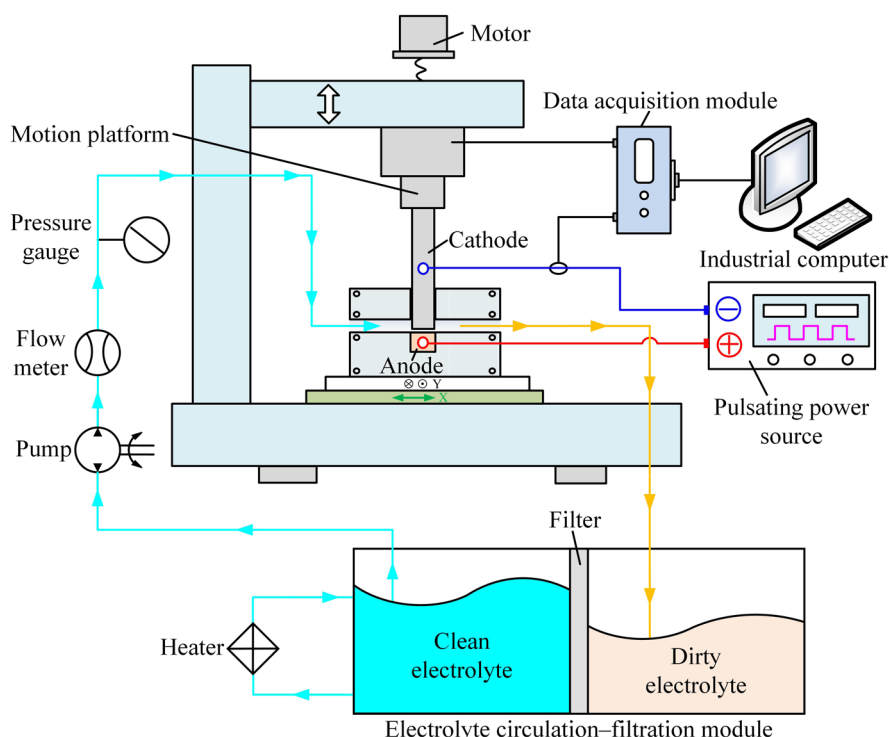 Motor
Data acquisition module
Motion platform
Pressure
gauge
Cathode
Industrial computer
Flow
meter
Anode
Y
X
Pulsating power
source
Pump
Filter
Heater
Clean
electrolyte
Dirty
electrolyte
Electrolyte circulation–filtration module